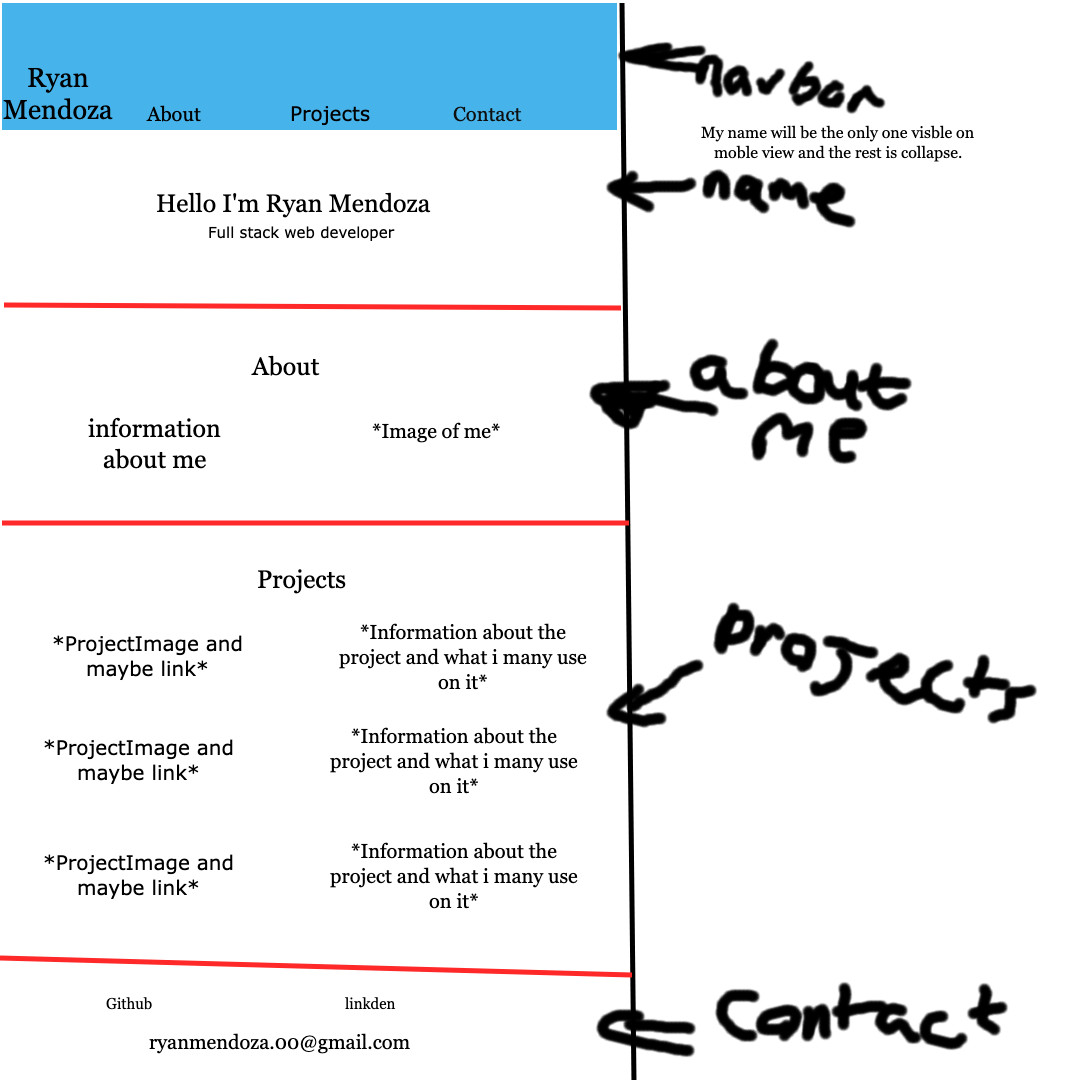 Ryan
Mendoza
About
Projects
Contact
navbar
My name will be the only one visble on
moble view and the rest is collapse.
Hello I'm Ryan Mendoza
Full stack web developer
name
About
information
about me
*Image of me*
about
me
Projects
*ProjectImage and
maybe link*
*Information about the
project and what i many use
on it*
*ProjectImage and
maybe link*
*Information about the
project and what i many use
on it*
*ProjectImage and
maybe link*
*Information about the
project and what i many use
on it*
projects
Github
linkden
ryanmendoza.00@gmail.com
Contact